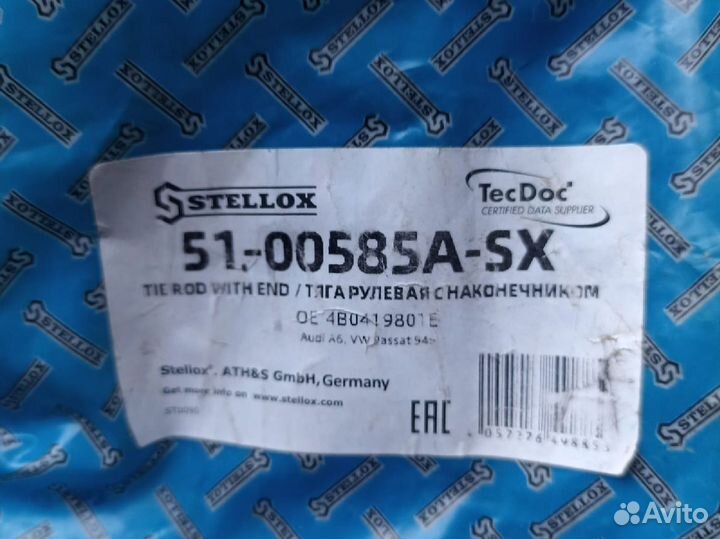 STELLOX
TecDoc
CERTIFIED DATA SUPPLIER
51-00585A-SX
TIE ROD WITH END / ТЯГА РУЛЕВАЯ С НАКОНЕЧНИКОМ
OE 4B0419801E
Audi A6, VW Passat 94>
Stellox®. ATH&S GmbH, Germany
Get more info on www.stellox.com
EAC
Avito